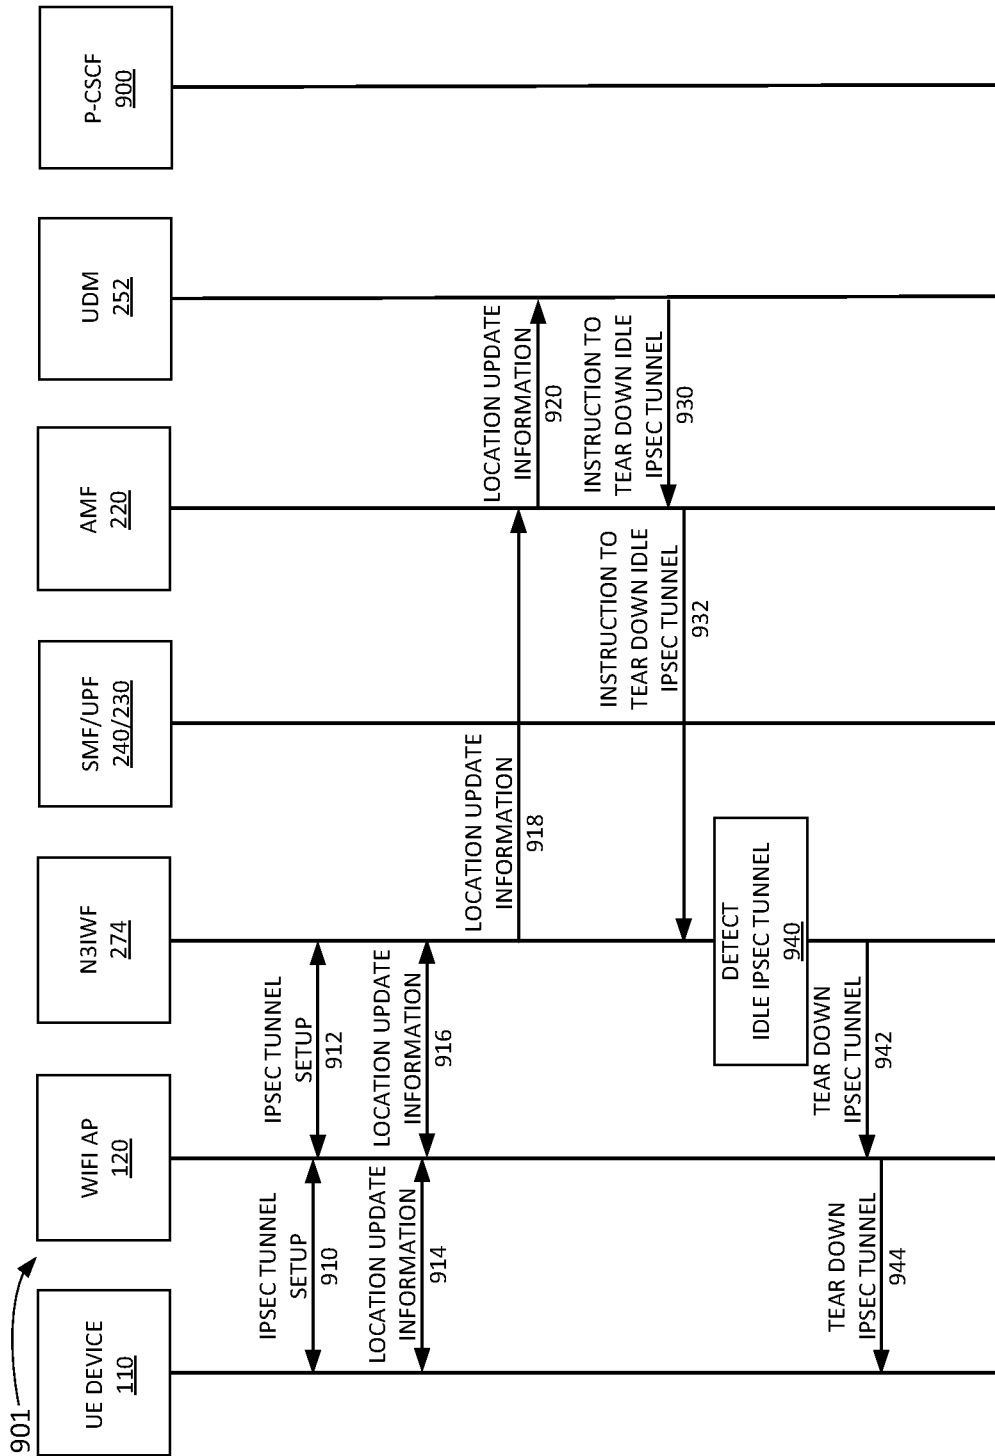 901
UE DEVICE
110
WIFI AP
120
N3IWF
274
SMF/UPF
240/230
AMF
220
UDM
252
P-CSCF
900
IPSEC TUNNEL
SETUP
910
IPSEC TUNNEL
SETUP
912
LOCATION UPDATE
INFORMATION
914
LOCATION UPDATE
INFORMATION
916
LOCATION UPDATE
INFORMATION
918
LOCATION UPDATE
INFORMATION
920
INSTRUCTION TO
TEAR DOWN IDLE
IPSEC TUNNEL
930
INSTRUCTION TO
TEAR DOWN IDLE
IPSEC TUNNEL
932
DETECT
IDLE IPSEC TUNNEL
940
TEAR DOWN
IPSEC TUNNEL
942
TEAR DOWN
IPSEC TUNNEL
944